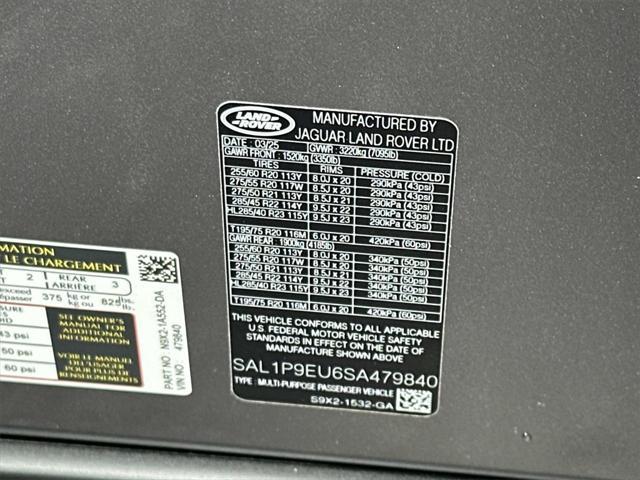 LAND ROVER
MANUFACTURED BY
JAGUAR LAND ROVER LTD
DATE : 03/25 GVWR : 3220kg (7095lb)
GAWR FRONT : 1520kg (3350lb)
TIRES RIMS PRESSURE (COLD)
255/60 R20 113Y 8.0J x 20 290kPa (43psi)
275/55 R20 117W 8.5J x 20 290kPa (43psi)
275/50 R21 113Y 8.5J x 21 290kPa (43psi)
285/45 R22 114Y 9.5J x 22 290kPa (43psi)
HL285/40 R23 115Y 9.5J x 23 290kPa (43psi)
T195/75 R20 116M 6.0J x 20 420kPa (60psi)
GAWR REAR : 1900kg (4185lb)
255/60 R20 113Y 8.0J x 20 340kPa (50psi)
275/55 R20 117W 8.5J x 20 340kPa (50psi)
275/50 R21 113Y 8.5J x 21 340kPa (50psi)
285/45 R22 114Y 9.5J x 22 340kPa (50psi)
HL285/40 R23 115Y 9.5J x 23 340kPa (50psi)
T195/75 R20 116M 6.0J x 20 420kPa (60psi)
THIS VEHICLE CONFORMS TO ALL APPLICABLE
U.S. FEDERAL MOTOR VEHICLE SAFETY
STANDARDS IN EFFECT ON THE DATE OF
MANUFACTURE SHOWN ABOVE
SAL1P9EU6SA479840
TYPE : MULTI-PURPOSE PASSENGER VEHICLE
S9X2-1532-GA
LE CHARGEMENT
2 REAR ARRIÈRE 3
375 kg or kg ou 825 lbs.
SEE OWNER'S
MANUAL FOR
ADDITIONAL
INFORMATION
VOIR LE MANUEL
DU VEHICULE
POUR PLUS DE
RENSEIGNEMENTS
50 psi
60 psi
PART NO N9X2-1A552-DA
VIN NO 479840